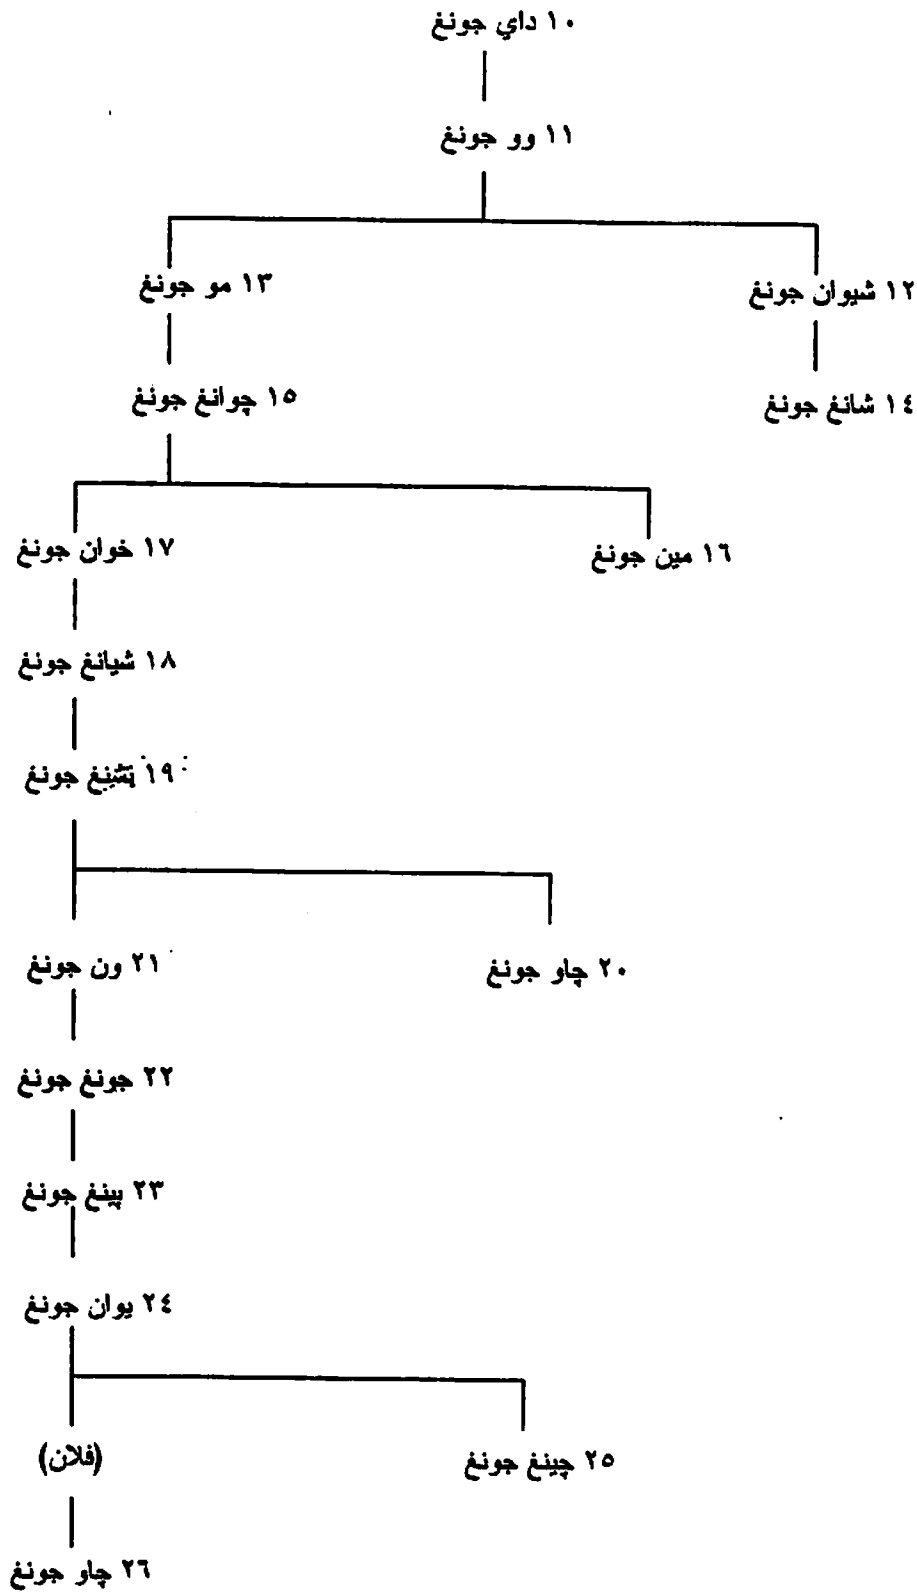 ١٠ داي جونغ
١١ وو جونغ
١٢ شيوان جونغ
١٣ مو جونغ
١٤ شانغ جونغ
١٥ چوانغ جونغ
١٦ مين جونغ
١٧ خوان جونغ
١٨ شيانغ جونغ
١٩ تشنغ جونغ
٢٠ چاو جونغ
٢١ ون جونغ
٢٢ جونغ جونغ
٢٣ پينغ جونغ
٢٤ يوان جونغ
٢٥ چينغ جونغ
(فلان)
٢٦ چاو جونغ